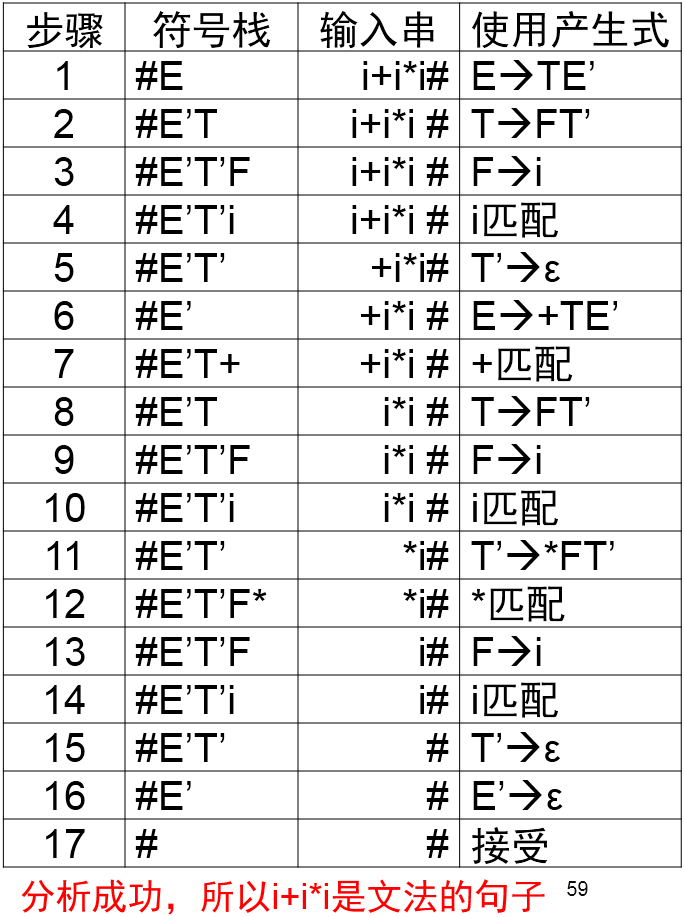 步骤 符号栈 输入串 使用产生式
1 #E i+i*i# E→TE’
2 #E’T i+i*i # T→FT’
3 #E’T’F i+i*i # F→i
4 #E’T’i i+i*i # i匹配
5 #E’T’ +i*i# T’→ε
6 #E’ +i*i # E→+TE’
7 #E’T+ +i*i # +匹配
8 #E’T i*i # T→FT’
9 #E’T’F i*i # F→i
10 #E’T’i i*i # i匹配
11 #E’T’ *i# T’→*FT’
12 #E’T’F* *i# *匹配
13 #E’T’F i# F→i
14 #E’T’i i# i匹配
15 #E’T’ # T’→ε
16 #E’ # E’→ε
17 # # 接受
分析成功，所以i+i*i是文法的句子 59